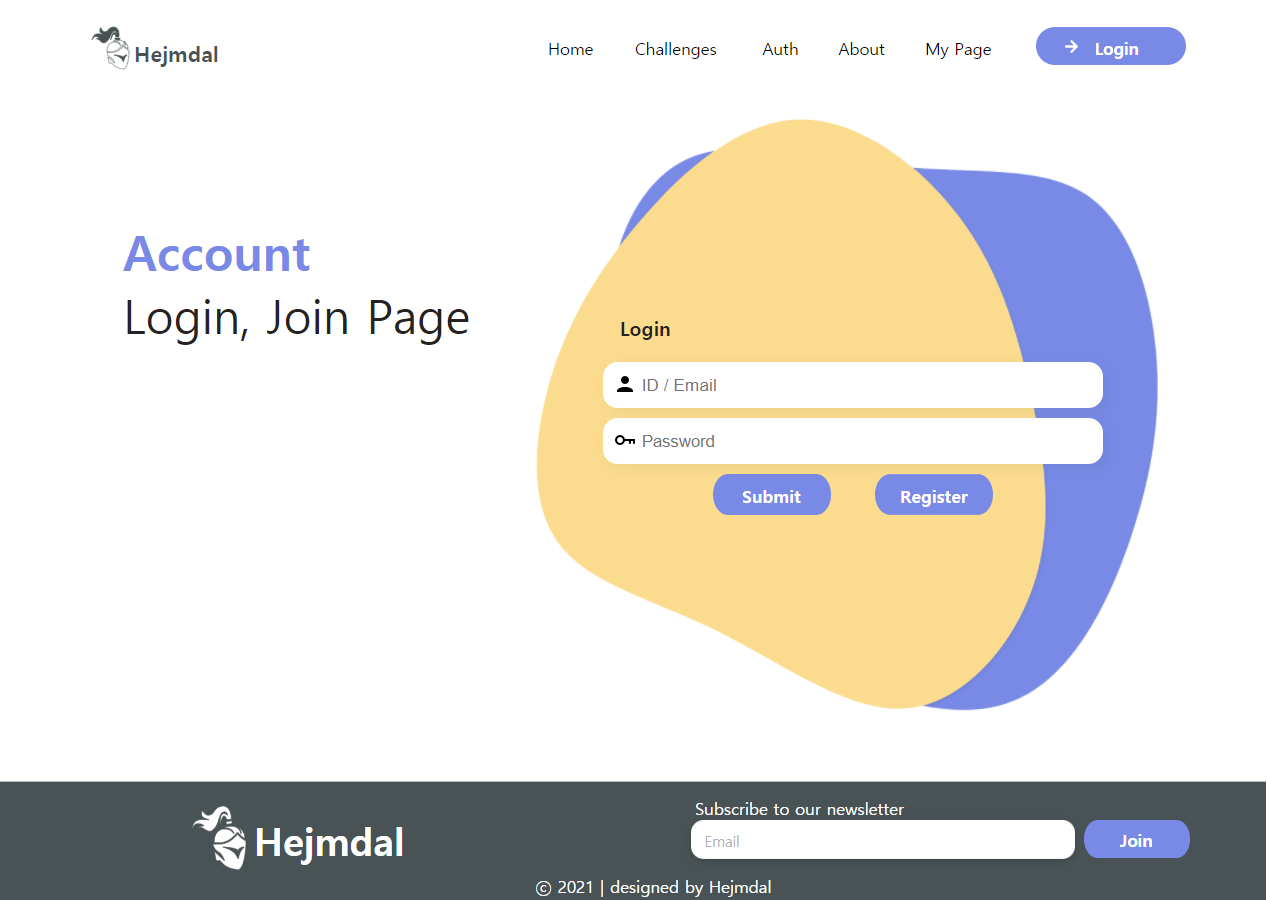 Hejmdal
Home Challenges Auth About My Page Login
Account
Login, Join Page
Login
ID / Email
Password
Submit Register
Hejmdal
Subscribe to our newsletter
Email Join
© 2021 | designed by Hejmdal